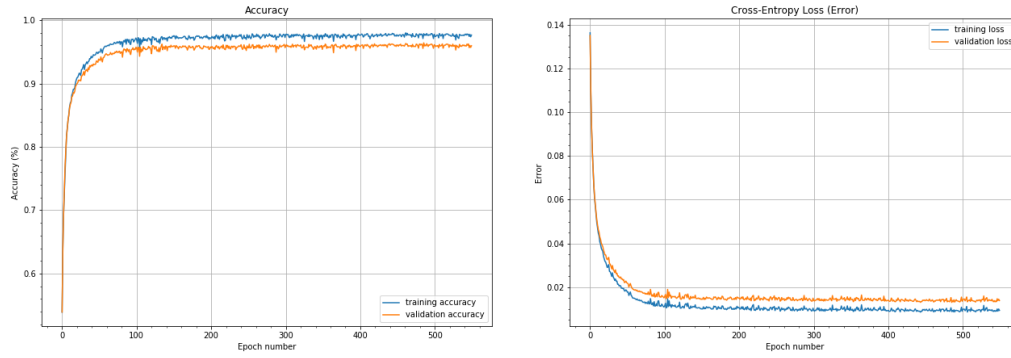 Accuracy
1.0
0.9
0.8
0.7
0.6
Accuracy (%)
0
100
200
300
400
500
Epoch number
training accuracy
validation accuracy
Cross-Entropy Loss (Error)
0.14
0.12
0.10
0.08
0.06
0.04
0.02
Error
0
100
200
300
400
500
Epoch number
training loss
validation loss